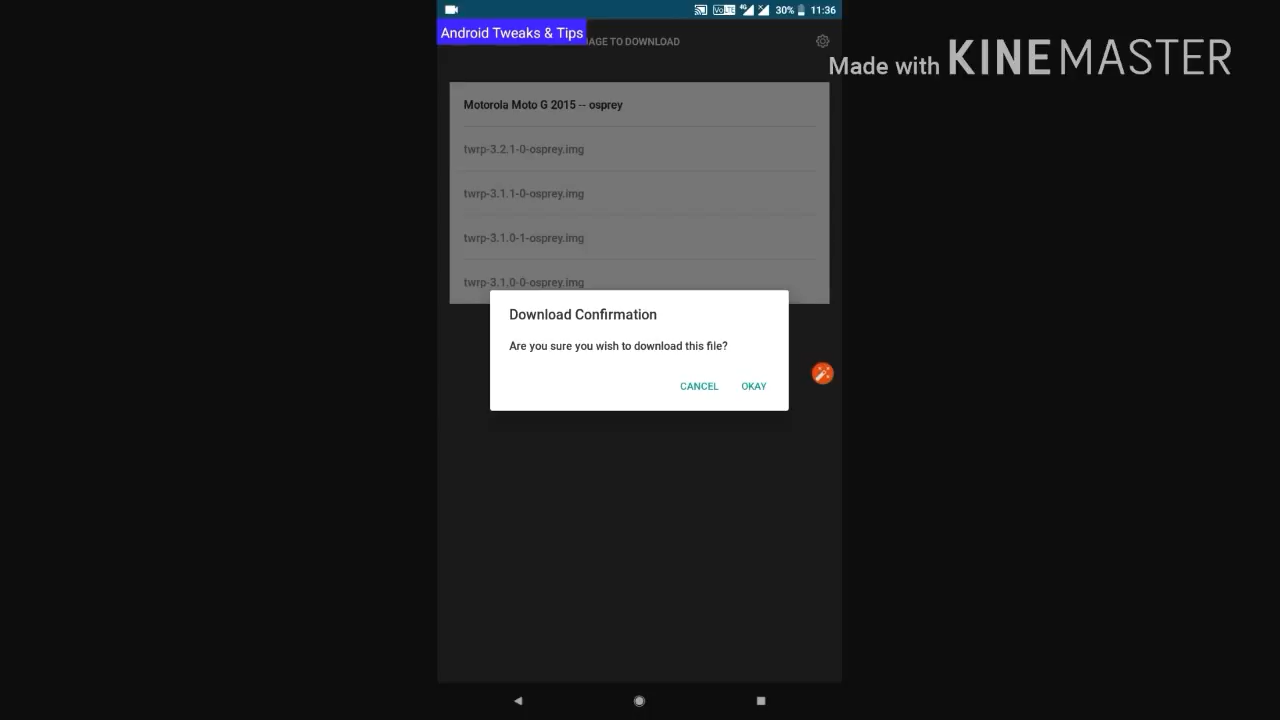 VoLTE 4G 30% 11:36
Android Tweaks & Tips
AGE TO DOWNLOAD
Made with KINEMASTER
Motorola Moto G 2015 -- osprey
twrp-3.2.1-0-osprey.img
twrp-3.1.1-0-osprey.img
twrp-3.1.0-1-osprey.img
twrp-3.1.0-0-osprey.img
Download Confirmation
Are you sure you wish to download this file?
CANCEL OKAY